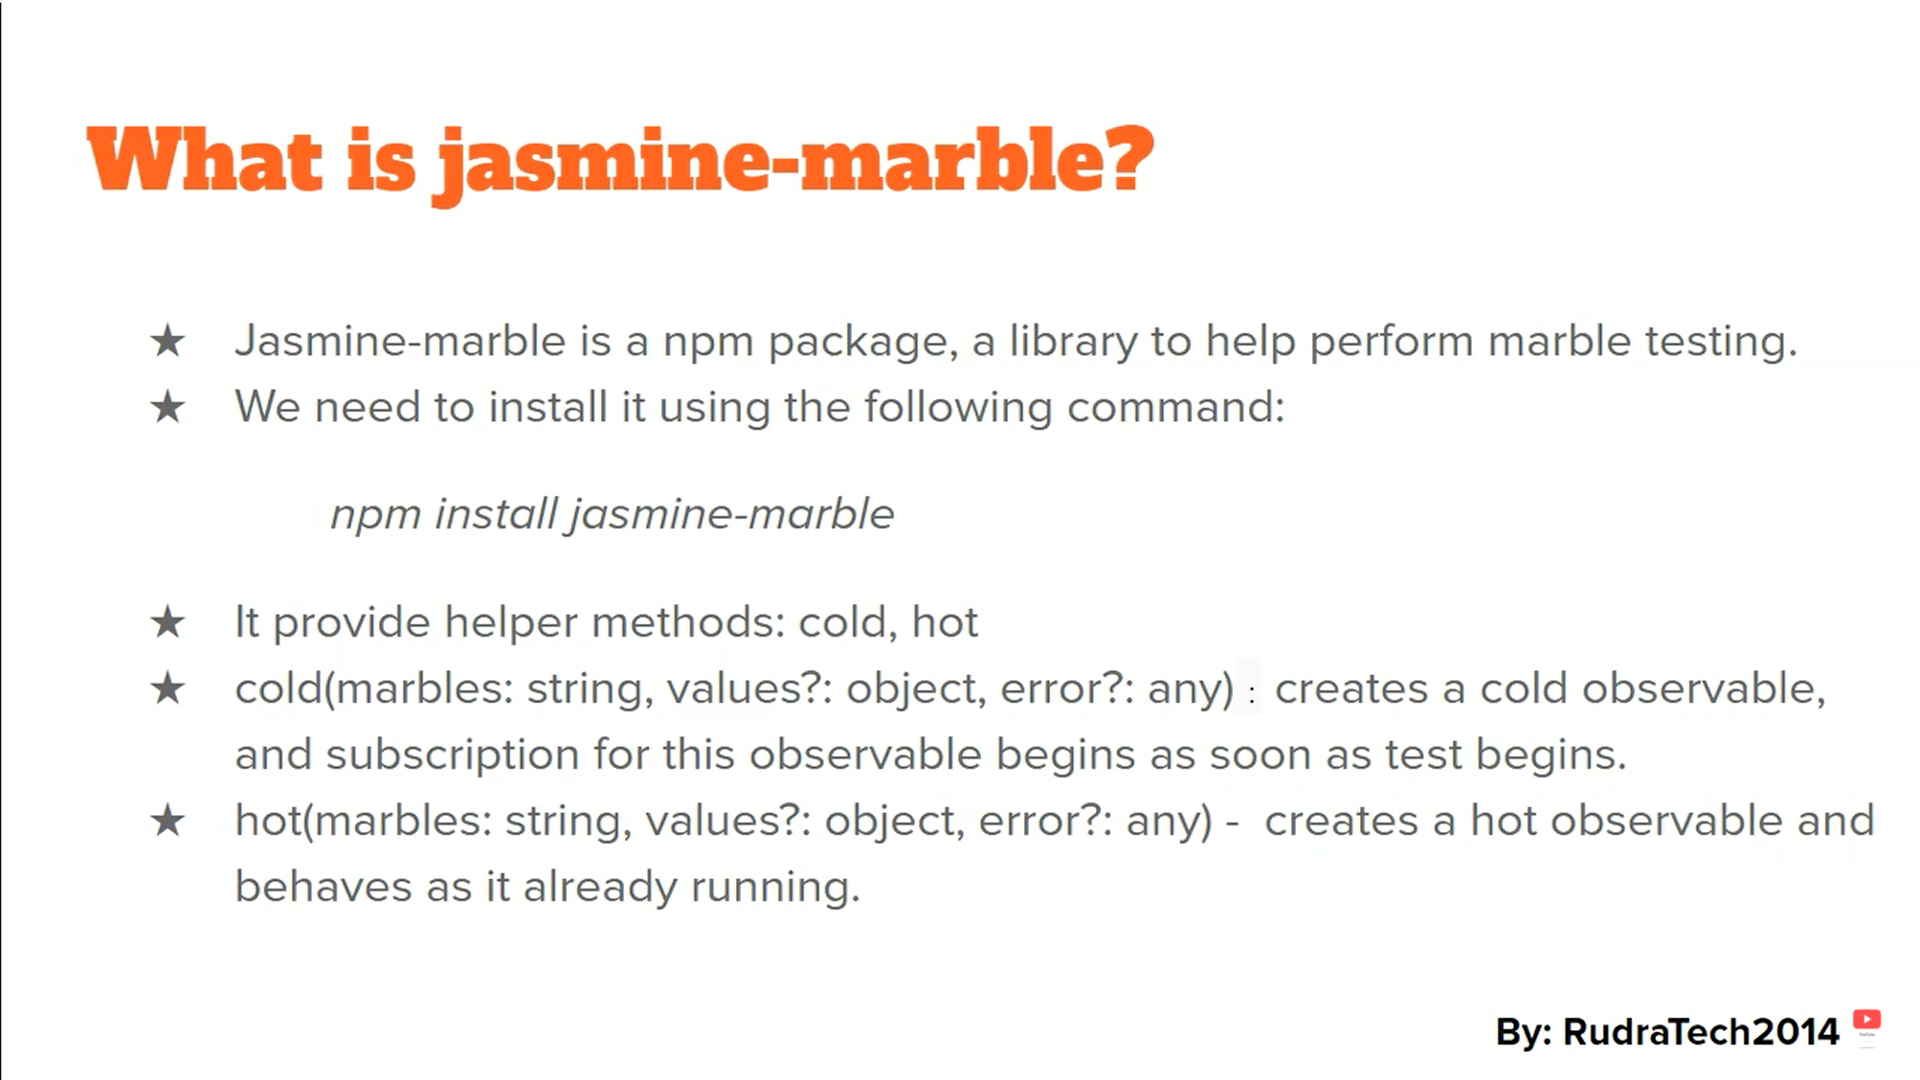 What is jasmine-marble?
★ Jasmine-marble is a npm package, a library to help perform marble testing.
★ We need to install it using the following command:
npm install jasmine-marble
★ It provide helper methods: cold, hot
★ cold(marbles: string, values?: object, error?: any) : creates a cold observable,
and subscription for this observable begins as soon as test begins.
★ hot(marbles: string, values?: object, error?: any) - creates a hot observable and
behaves as it already running.
By: RudraTech2014